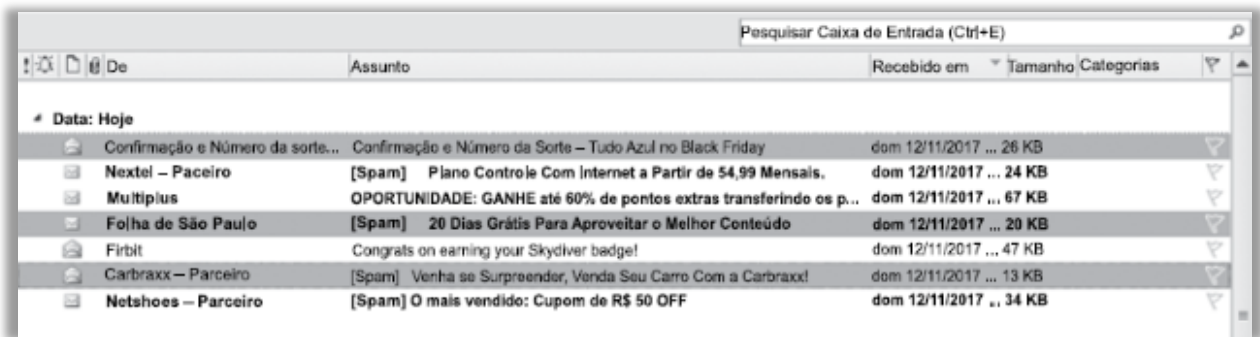 Pesquisar Caixa de Entrada (Ctrl+E)
! De Assunto Recebido em Tamanho Categorias
Data: Hoje
Confirmação e Número da sorte... Confirmação e Número da Sorte – Tudo Azul no Black Friday dom 12/11/2017 ... 26 KB
Nextel – Paceiro [Spam] Plano Controle Com Internet a Partir de 54,99 Mensais. dom 12/11/2017 ... 24 KB
Multiplus OPORTUNIDADE: GANHE até 60% de pontos extras transferindo os p... dom 12/11/2017 ... 67 KB
Folha de São Paulo [Spam] 20 Dias Grátis Para Aproveitar o Melhor Conteúdo dom 12/11/2017 ... 20 KB
Firbit Congrats on earning your Skydiver badge! dom 12/11/2017 ... 47 KB
Carbraxx – Parceiro [Spam] Venha se Surpreender, Venda Seu Carro Com a Carbraxx! dom 12/11/2017 ... 13 KB
Netshoes – Parceiro [Spam] O mais vendido: Cupom de R$ 50 OFF dom 12/11/2017 .. 34 KB